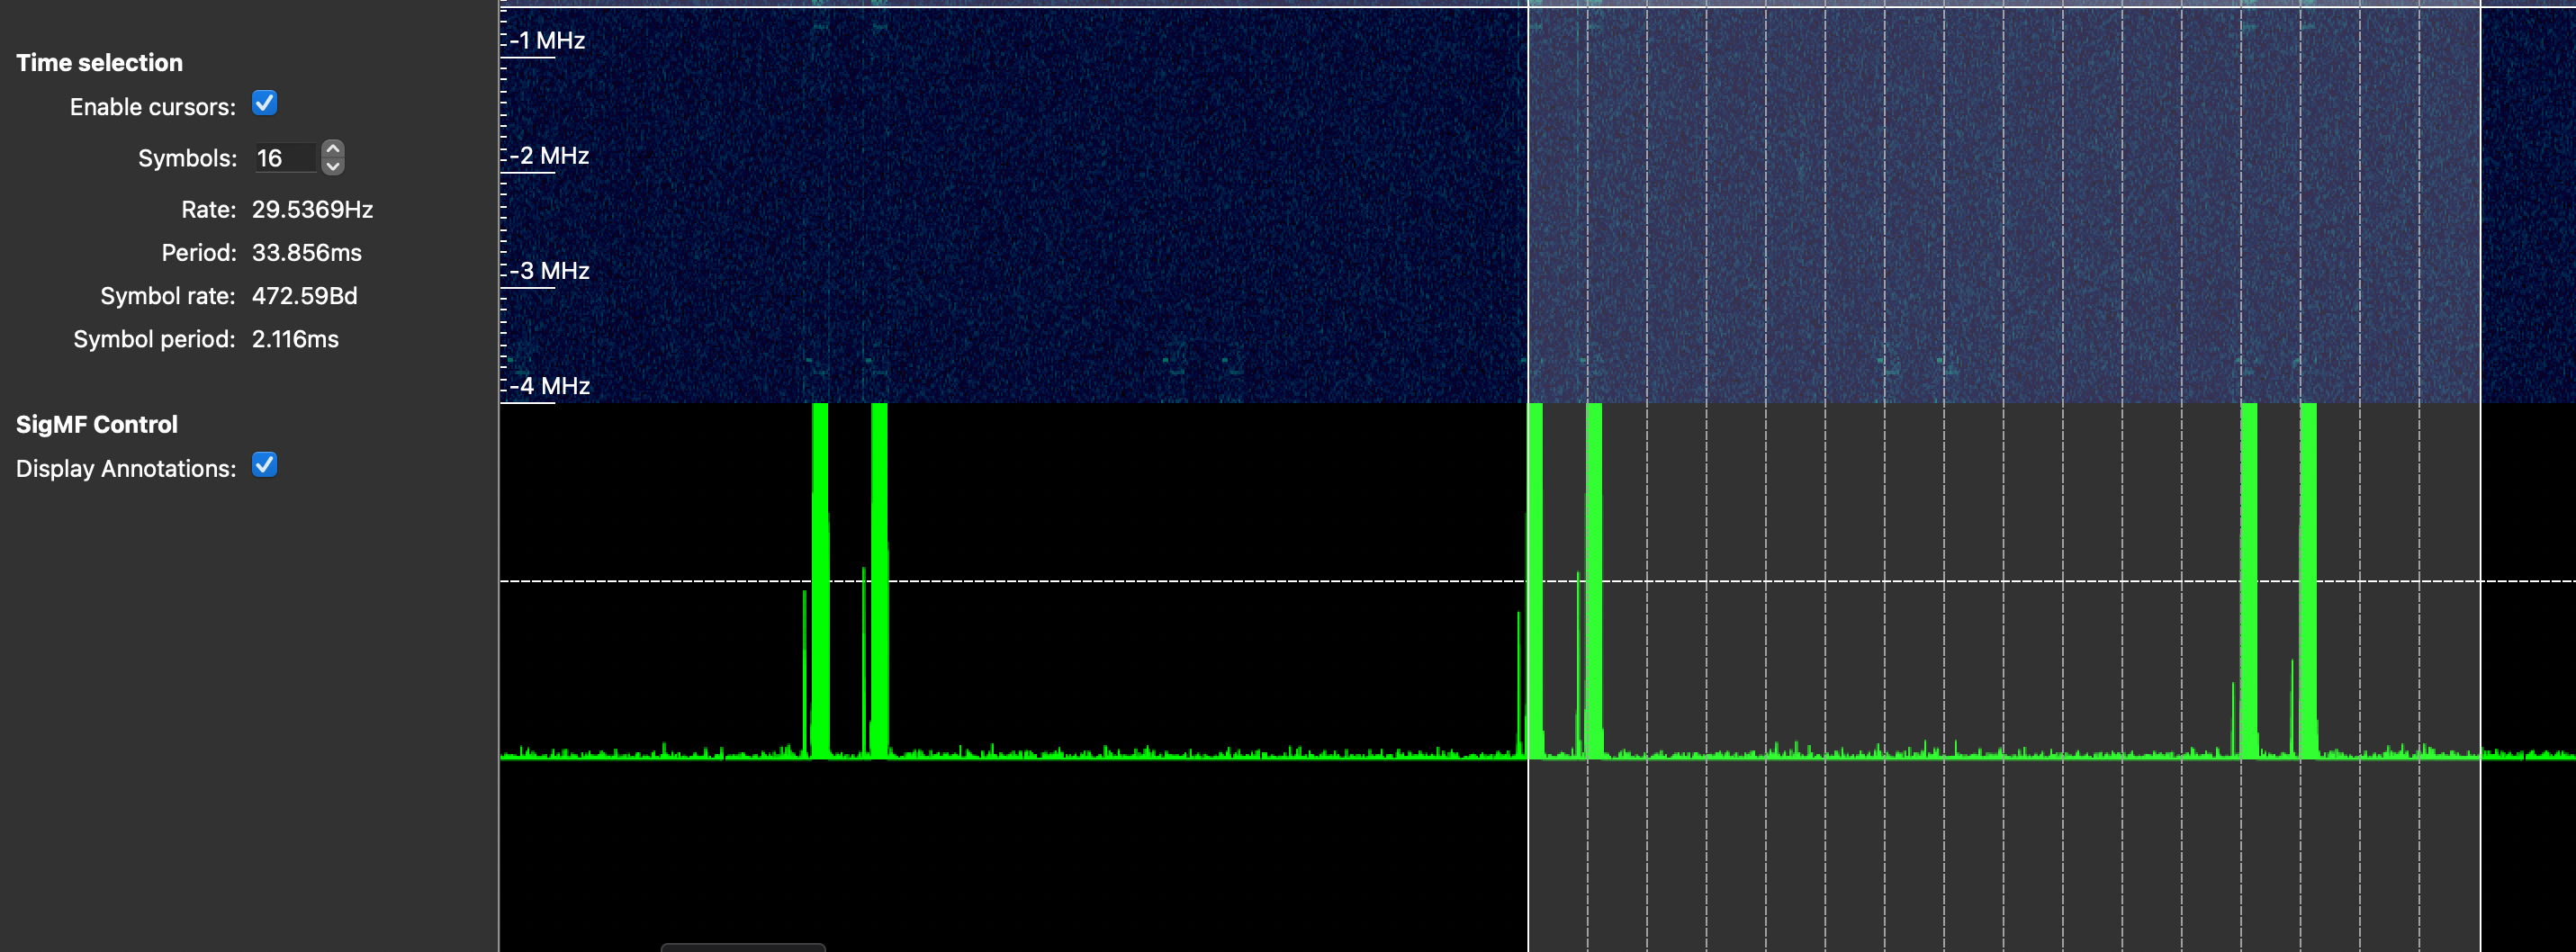 Time selection
Enable cursors:
Symbols: 16
Rate: 29.5369Hz
Period: 33.856ms
Symbol rate: 472.59Bd
Symbol period: 2.116ms
SigMF Control
Display Annotations:
-1 MHz
-2 MHz
-3 MHz
-4 MHz